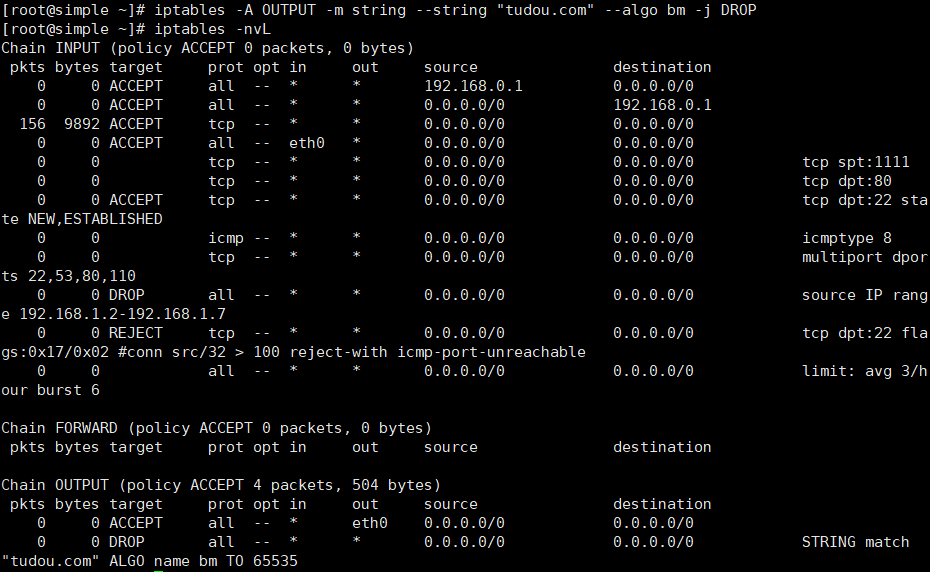 [root@simple ~]# iptables -A OUTPUT -m string --string "tudou.com" --algo bm -j DROP
[root@simple ~]# iptables -nvL
Chain INPUT (policy ACCEPT 0 packets, 0 bytes)
 pkts bytes target     prot opt in     out     source               destination
    0     0 ACCEPT     all  --  *      *       192.168.0.1          0.0.0.0/0
    0     0 ACCEPT     all  --  *      *       0.0.0.0/0            192.168.0.1
  156  9892 ACCEPT     tcp  --  *      *       0.0.0.0/0            0.0.0.0/0
    0     0 ACCEPT     all  --  eth0   *       0.0.0.0/0            0.0.0.0/0
    0     0            tcp  --  *      *       0.0.0.0/0            0.0.0.0/0            tcp spt:1111
    0     0            tcp  --  *      *       0.0.0.0/0            0.0.0.0/0            tcp dpt:80
    0     0 ACCEPT     tcp  --  *      *       0.0.0.0/0            0.0.0.0/0            tcp dpt:22 sta
te NEW,ESTABLISHED
    0     0            icmp --  *      *       0.0.0.0/0            0.0.0.0/0            icmptype 8
    0     0            tcp  --  *      *       0.0.0.0/0            0.0.0.0/0            multiport dpor
ts 22,53,80,110
    0     0 DROP       all  --  *      *       0.0.0.0/0            0.0.0.0/0            source IP rang
e 192.168.1.2-192.168.1.7
    0     0 REJECT     tcp  --  *      *       0.0.0.0/0            0.0.0.0/0            tcp dpt:22 fla
gs:0x17/0x02 #conn src/32 > 100 reject-with icmp-port-unreachable
    0     0            all  --  *      *       0.0.0.0/0            0.0.0.0/0            limit: avg 3/h
our burst 6
Chain FORWARD (policy ACCEPT 0 packets, 0 bytes)
 pkts bytes target     prot opt in     out     source               destination
Chain OUTPUT (policy ACCEPT 4 packets, 504 bytes)
 pkts bytes target     prot opt in     out     source               destination
    0     0 ACCEPT     all  --  *      eth0    0.0.0.0/0            0.0.0.0/0
    0     0 DROP       all  --  *      *       0.0.0.0/0            0.0.0.0/0            STRING match
"tudou.com" ALGO name bm TO 65535